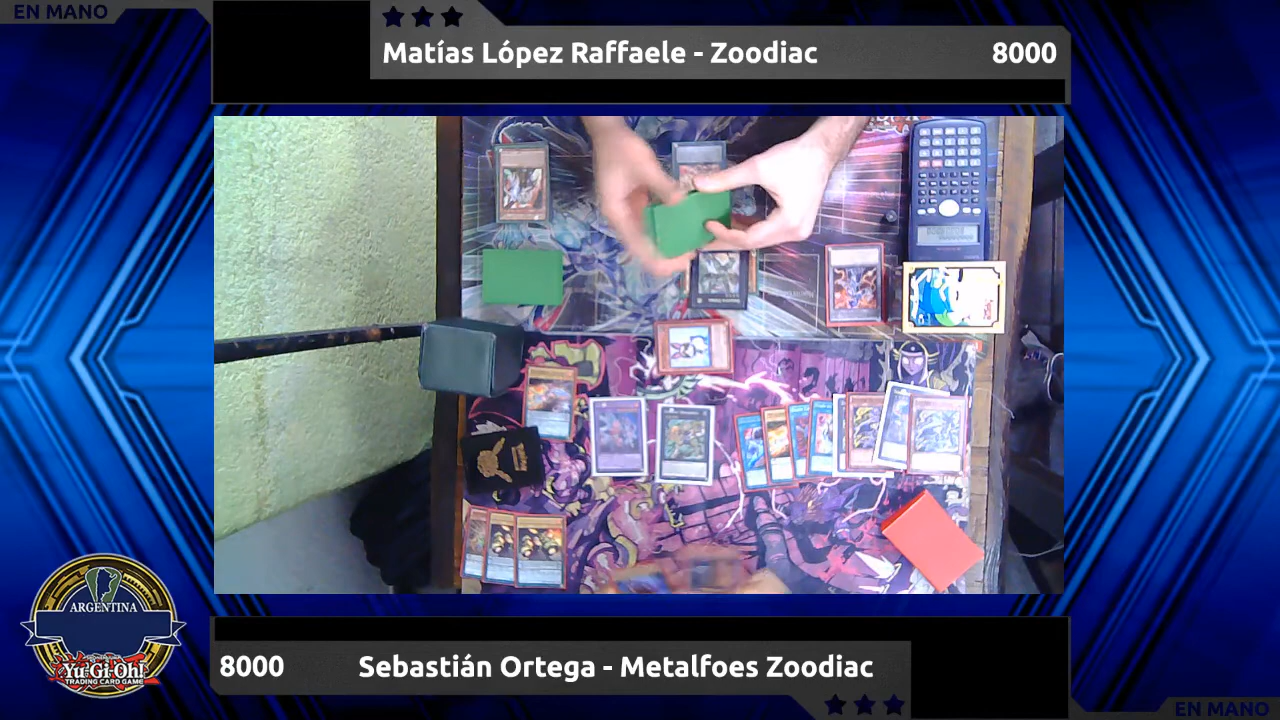 EN MANO
Matías López Raffaele - Zoodiac
8000
ARGENTINA
Yu-Gi-Oh!
TRADING CARD GAME
8000
Sebastián Ortega - Metalfoes Zoodiac
EN MANO